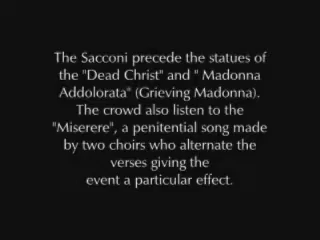 The Sacconi precede the statues of
the "Dead Christ" and " Madonna
Addolorata" (Grieving Madonna).
The crowd also listen to the
"Miserere", a penitential song made
by two choirs who alternate the
verses giving the
event a particular effect.